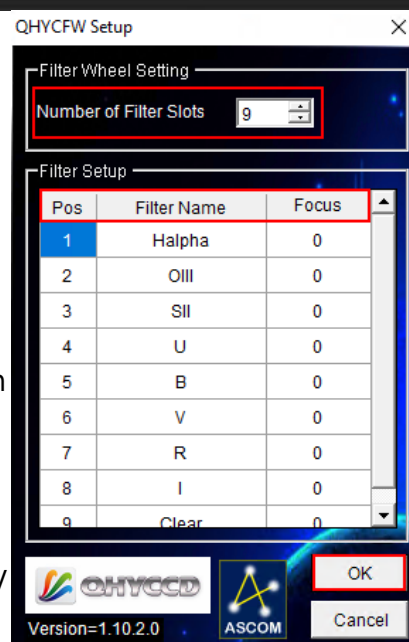 QHYCFW Setup
Filter Wheel Setting
Number of Filter Slots 9
Filter Setup
Pos Filter Name Focus
1 Halpha 0
2 OIII 0
3 SII 0
4 U 0
n
5 B 0
6 V 0
7 R 0
8 I 0
9 Clear 0
y
QHYCCD
ASCOM
OK
Cancel
Version=1.10.2.0